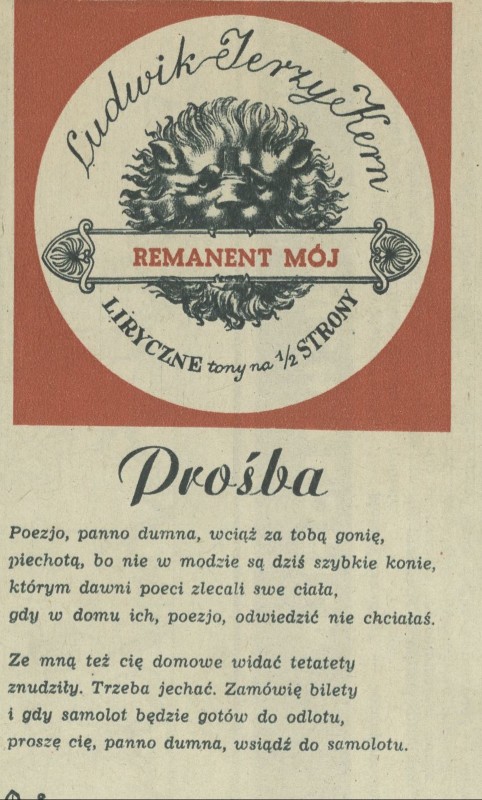 Ludwik Jerzy Kern
REMANENT MÓJ
LIRYCZNE tony na 1/2 STRONY
Prośba
Poezjo, panno dumna, wciąż za tobą gonię,
piechotą, bo nie w modzie są dziś szybkie konie,
którym dawni poeci zlecali swe ciała,
gdy w domu ich, poezjo, odwiedzić nie chciałaś.
Ze mną też cię domowe widać tetatety
znudziły. Trzeba jechać. Zamówię bilety
i gdy samolot będzie gotów do odlotu,
proszę cię, panno dumna, wsiądź do samolotu.